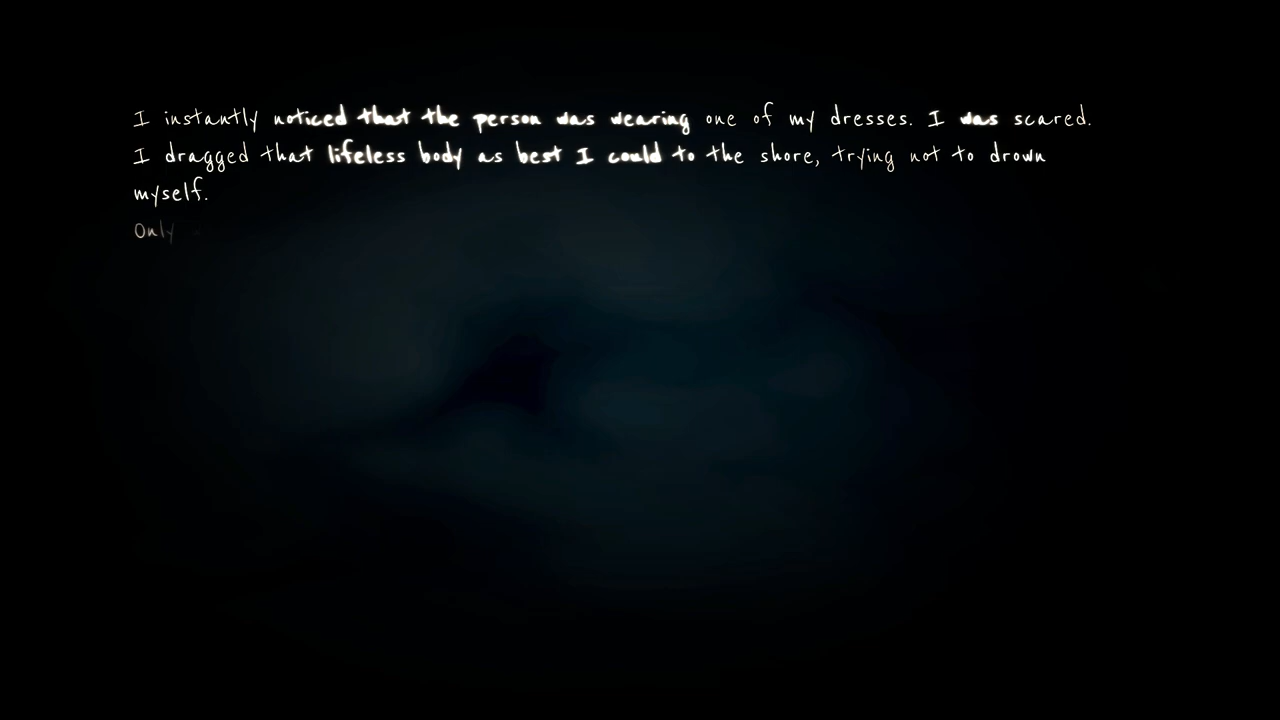 I instantly noticed that the person was wearing one of my dresses. I was scared.
I dragged that lifeless body as best I could to the shore, trying not to drown
myself.
Only